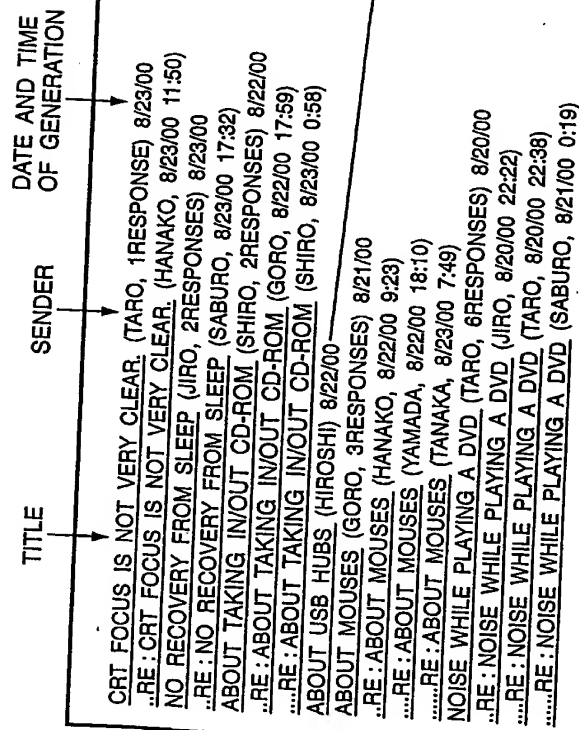 TITLE
SENDER
DATE AND TIME
OF GENERATION
CRT FOCUS IS NOT VERY CLEAR. (TARO, 1RESPONSE) 8/23/00
...RE : CRT FOCUS IS NOT VERY CLEAR. (HANAKO, 8/23/00 11:50)
NO RECOVERY FROM SLEEP (JIRO, 2RESPONSES) 8/23/00
...RE : NO RECOVERY FROM SLEEP (SABURO, 8/23/00 17:32)
ABOUT TAKING IN/OUT CD-ROM (SHIRO, 2RESPONSES) 8/22/00
...RE : ABOUT TAKING IN/OUT CD-ROM (GORO, 8/22/00 17:59)
.....RE : ABOUT TAKING IN/OUT CD-ROM (SHIRO, 8/23/00 0:58)
ABOUT USB HUBS (HIROSHI) 8/22/00
ABOUT MOUSES (GORO, 3RESPONSES) 8/21/00
...RE : ABOUT MOUSES (HANAKO, 8/22/00 9:23)
.....RE : ABOUT MOUSES (YAMADA, 8/22/00 18:10)
.......RE : ABOUT MOUSES (TANAKA, 8/23/00 7:49)
NOISE WHILE PLAYING A DVD (TARO, 6RESPONSES) 8/20/00
...RE : NOISE WHILE PLAYING A DVD (JIRO, 8/20/00 22:22)
.....RE : NOISE WHILE PLAYING A DVD (TARO, 8/20/00 22:38)
.......RE : NOISE WHILE PLAYING A DVD (SABURO, 8/21/00 0:19)